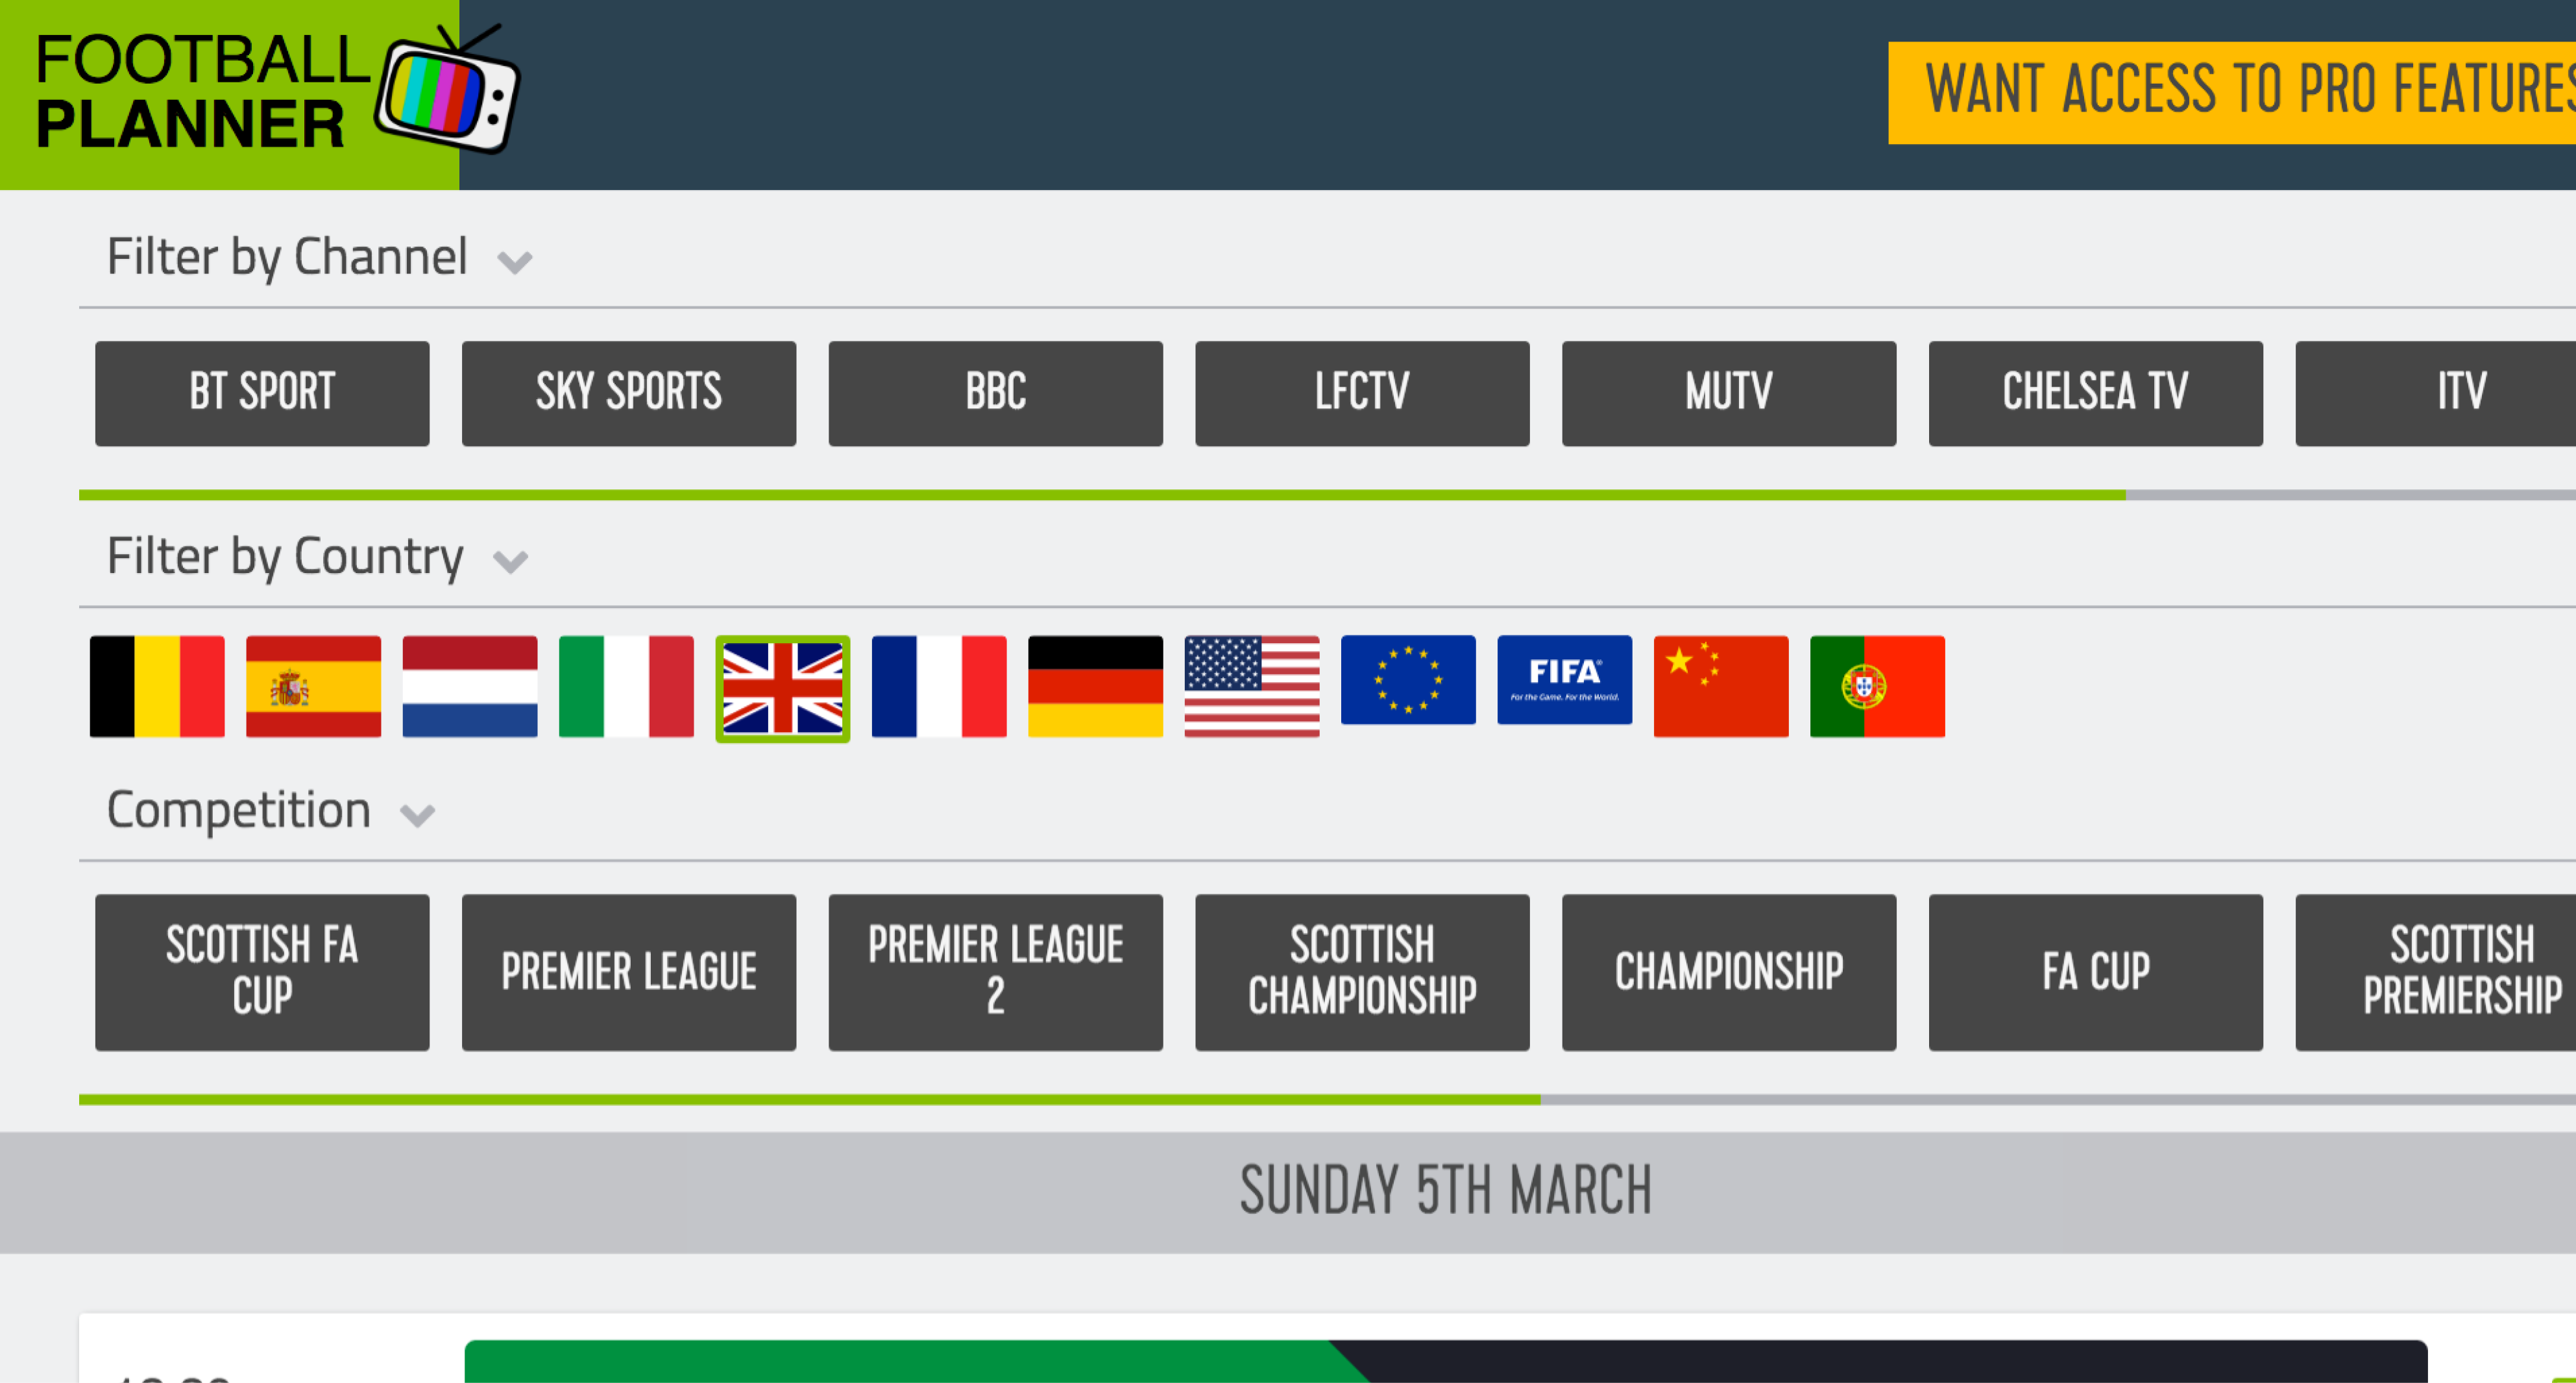 FOOTBALL
PLANNER
WANT ACCESS TO PRO FEATURES
Filter by Channel
BT SPORT
SKY SPORTS
BBC
LFCTV
MUTV
CHELSEA TV
ITV
Filter by Country
FIFA
For the Game. For the World.
Competition
SCOTTISH FA
CUP
PREMIER LEAGUE
PREMIER LEAGUE
2
SCOTTISH
CHAMPIONSHIP
CHAMPIONSHIP
FA CUP
SCOTTISH
PREMIERSHIP
SUNDAY 5TH MARCH